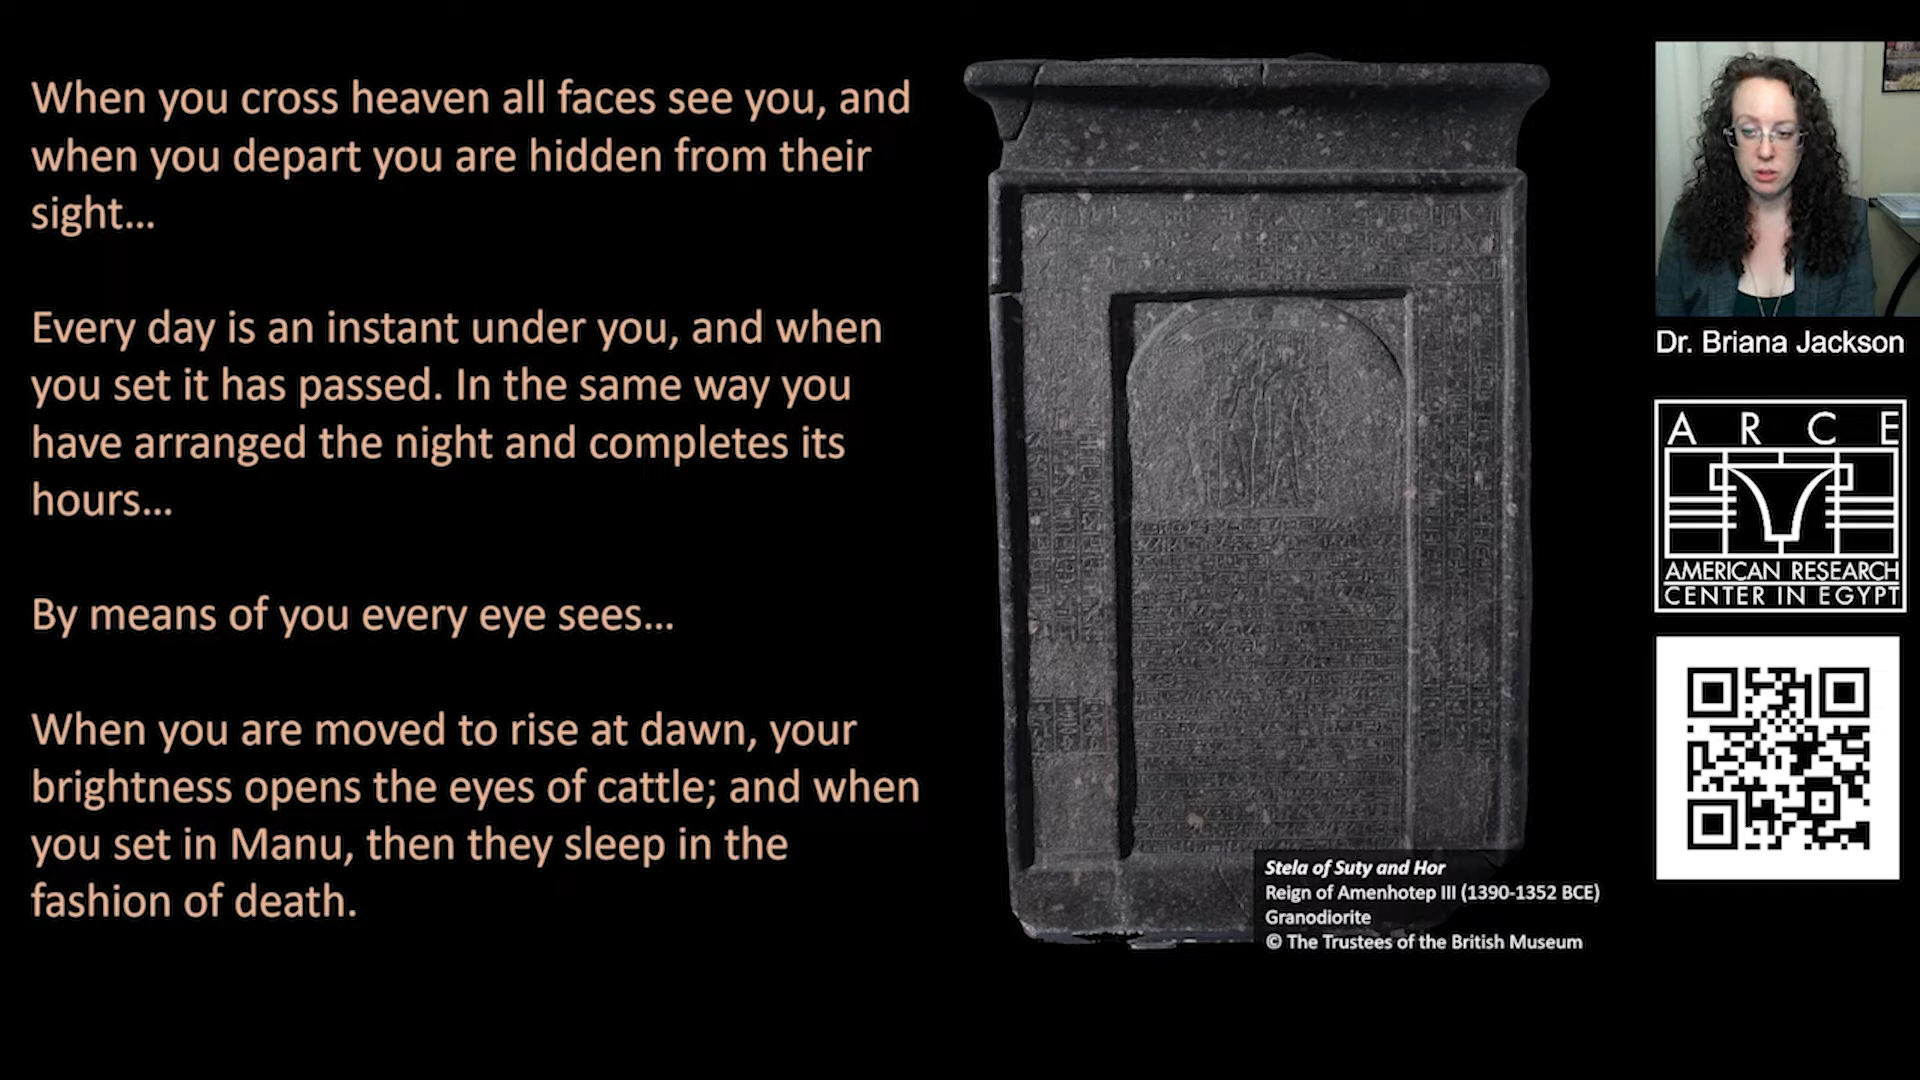 When you cross heaven all faces see you, and
when you depart you are hidden from their
sight...
Every day is an instant under you, and when
you set it has passed. In the same way you
have arranged the night and completes its
hours...
By means of you every eye sees...
When you are moved to rise at dawn, your
brightness opens the eyes of cattle; and when
you set in Manu, then they sleep in the
fashion of death.
Stela of Suty and Hor
Reign of Amenhotep III (1390-1352 BCE)
Granodiorite
© The Trustees of the British Museum
Dr. Briana Jackson
ARCE
AMERICAN RESEARCH
CENTER IN EGYPT